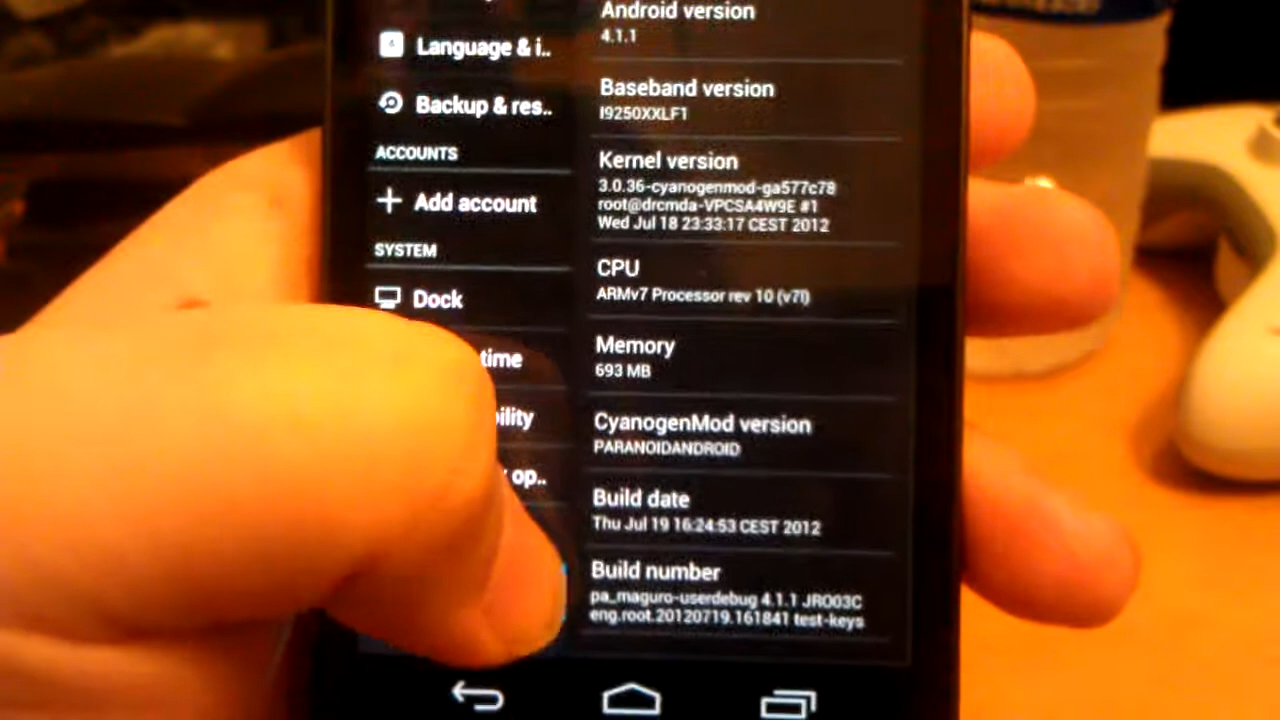 Language & i..
Backup & res..
ACCOUNTS
Add account
SYSTEM
Dock
time
bility
op..
Android version
4.1.1
Baseband version
I9250XXLF1
Kernel version
3.0.36-cyanogenmod-ga577c78
root@drcmda-VPCSA4W9E #1
Wed Jul 18 23:33:17 CEST 2012
CPU
ARMv7 Processor rev 10 (v7l)
Memory
693 MB
CyanogenMod version
PARANOIDANDROID
Build date
Thu Jul 19 16:24:53 CEST 2012
Build number
pa_maguro-userdebug 4.1.1 JRO03C
eng.root.20120719.161841 test-keys